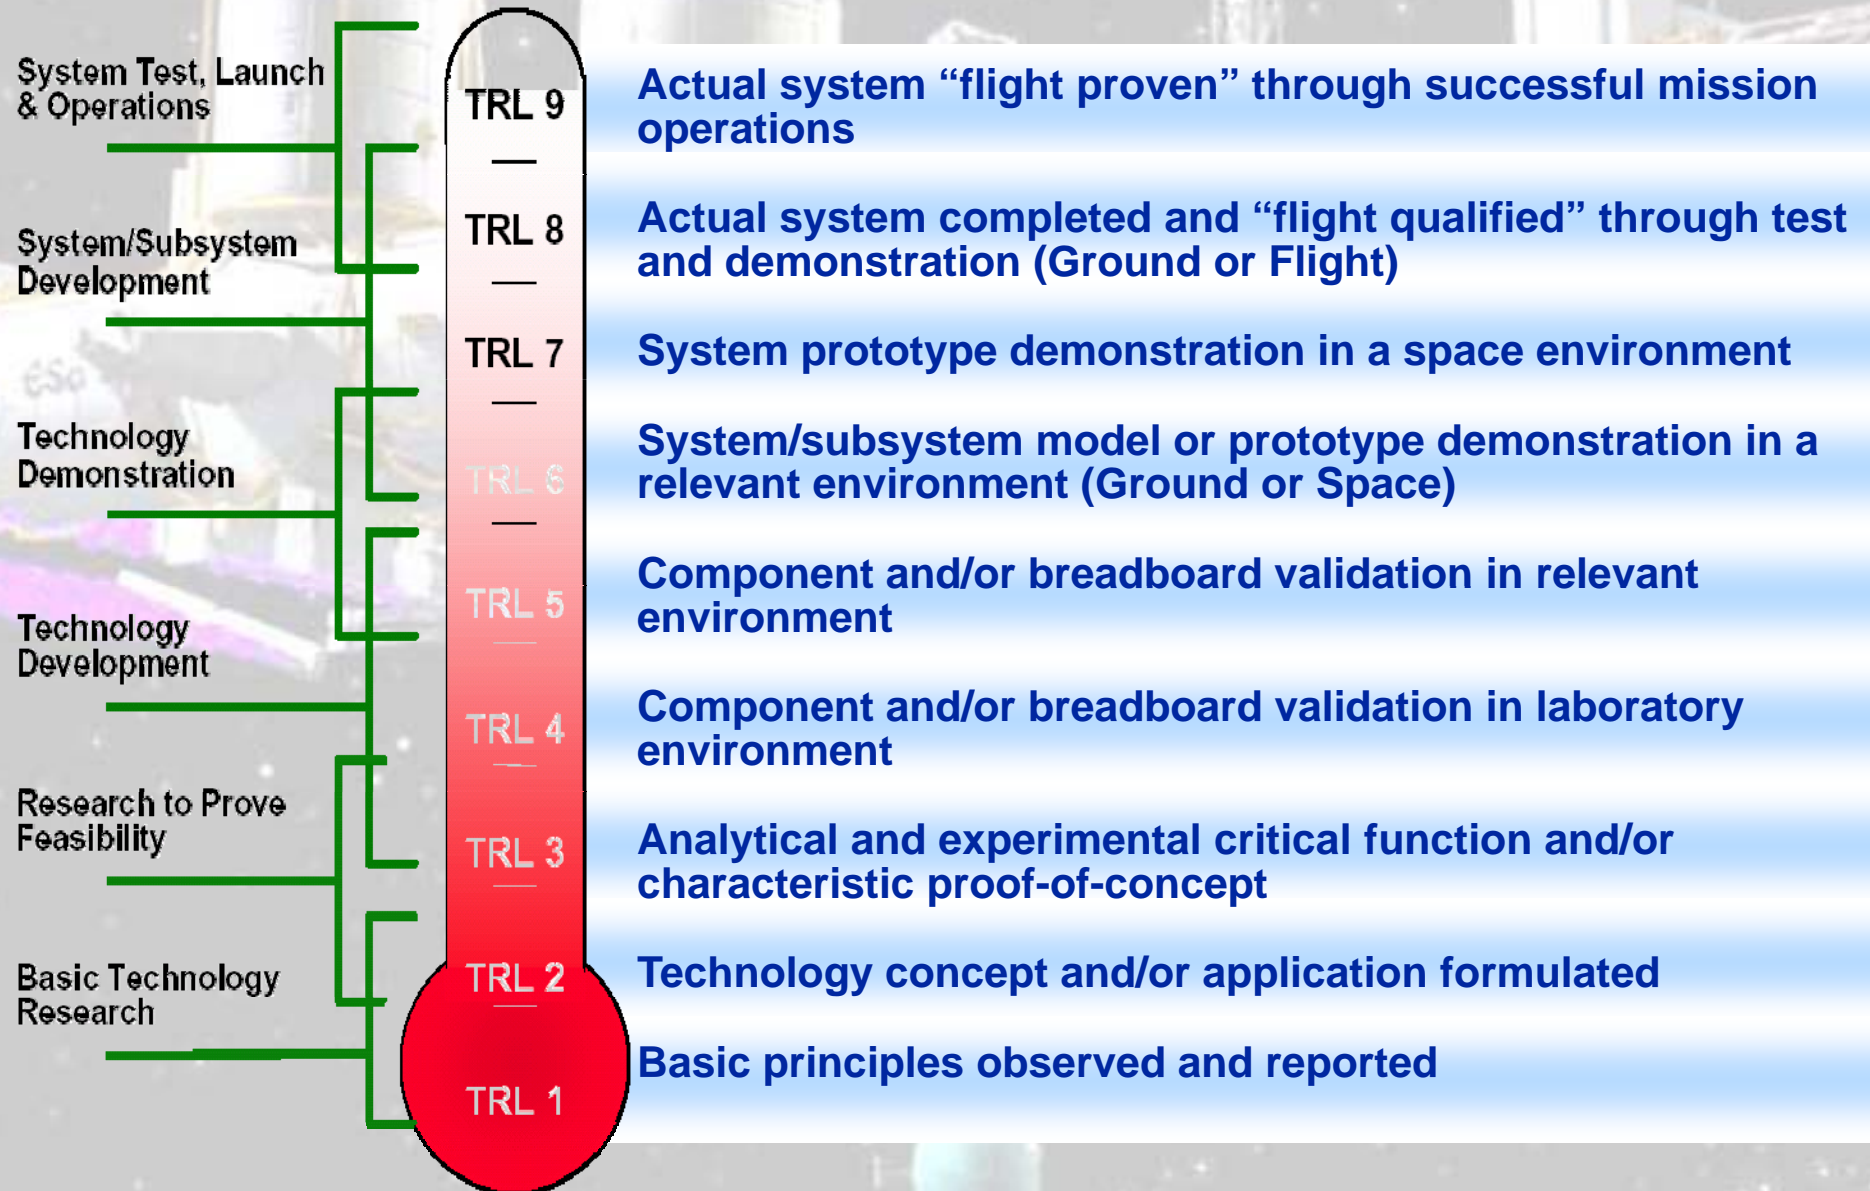 System Test, Launch
& Operations
System/Subsystem
Development
Technology
Demonstration
Technology
Development
Research to Prove
Feasibility
Basic Technology
Research
TRL 9
TRL 8
TRL 7
TRL 6
TRL 5
TRL 4
TRL 3
TRL 2
TRL 1
Actual system “flight proven” through successful mission
operations
Actual system completed and “flight qualified” through test
and demonstration (Ground or Flight)
System prototype demonstration in a space environment
System/subsystem model or prototype demonstration in a
relevant environment (Ground or Space)
Component and/or breadboard validation in relevant
environment
Component and/or breadboard validation in laboratory
environment
Analytical and experimental critical function and/or
characteristic proof-of-concept
Technology concept and/or application formulated
Basic principles observed and reported
esa